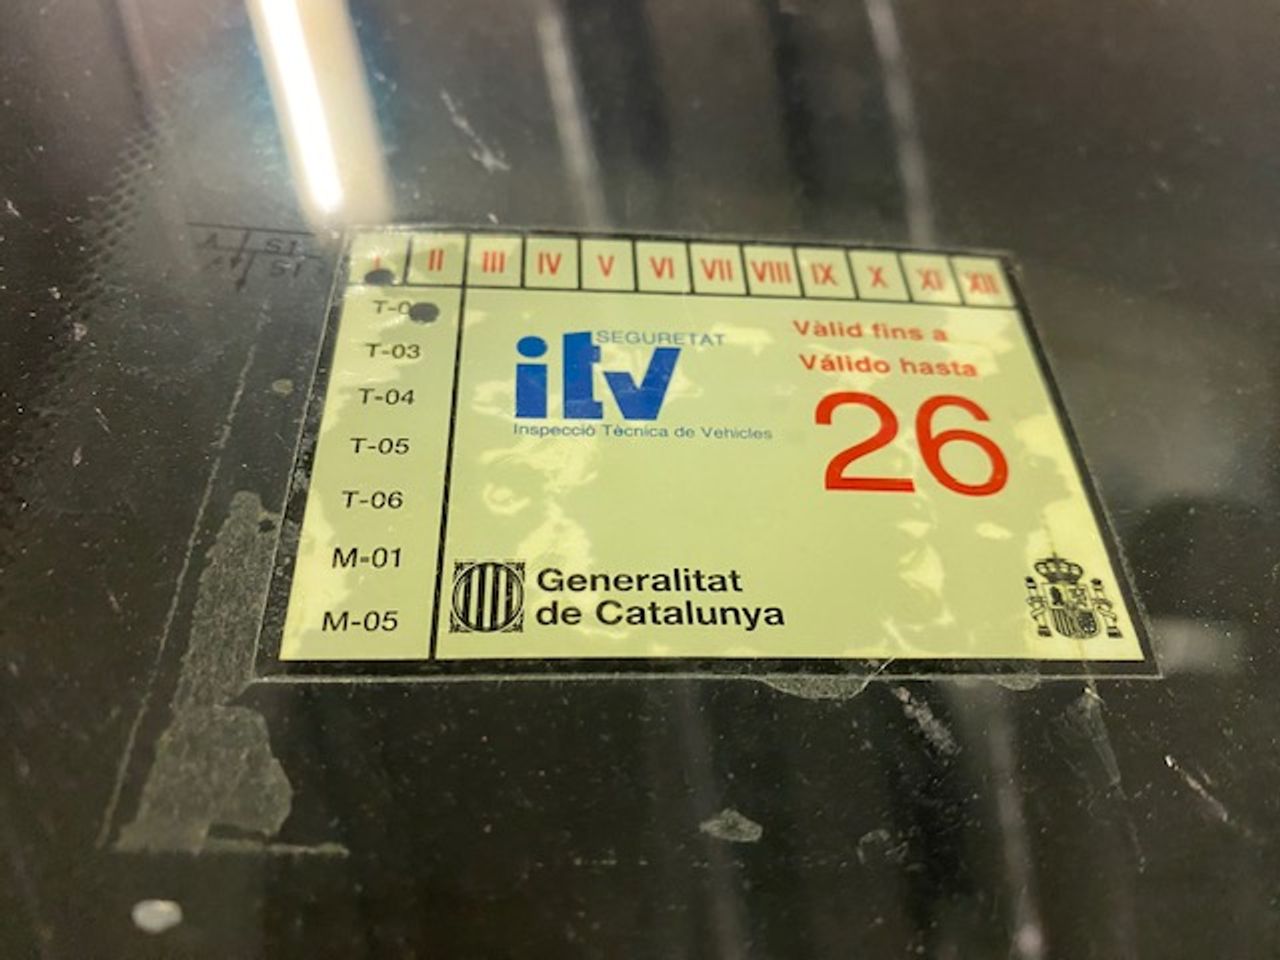 II III IV V VI VII VIII IX X XI XII
SEGURETAT
itv
Inspecció Tècnica de Vehicles
Vàlid fins a
Válido hasta
26
T-03
T-04
T-05
T-06
M-01
M-05
Generalitat
de Catalunya